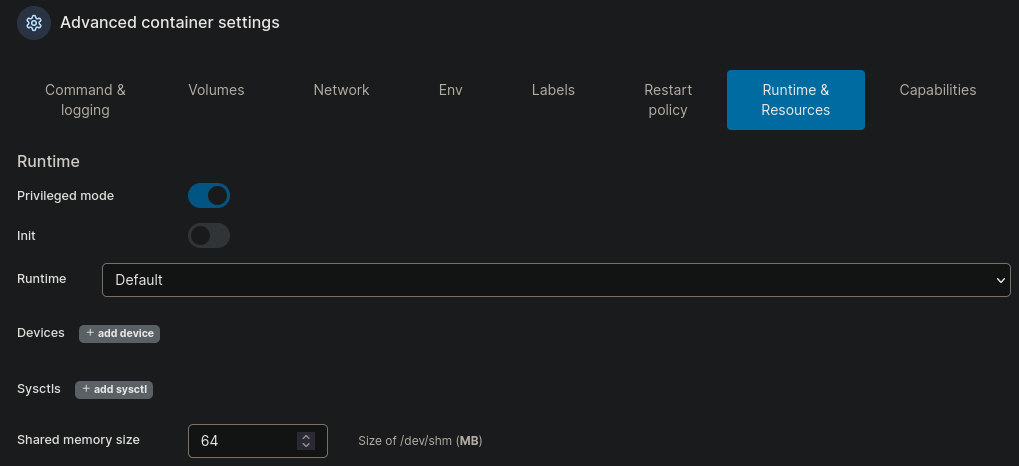 Advanced container settings
Command &
logging
Volumes
Network
Env
Labels
Restart
policy
Runtime &
Resources
Capabilities
Runtime
Privileged mode
Init
Runtime
Default
Devices
+ add device
Sysctls
+ add sysctl
Shared memory size
64
Size of /dev/shm (MB)